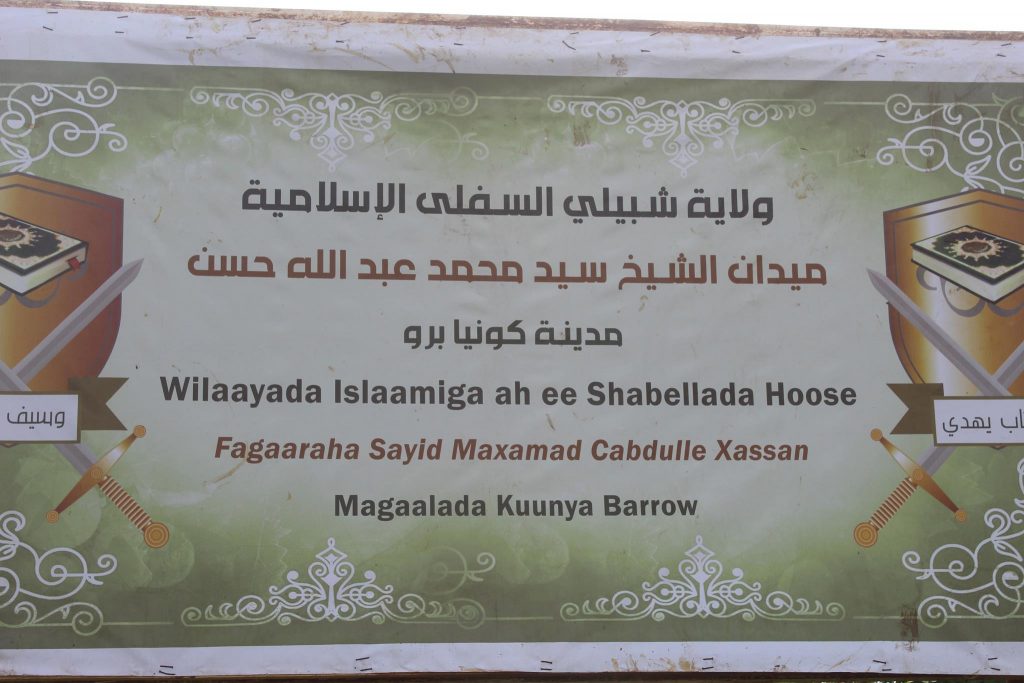 ولاية شبيلي السفلى الإسلامية
ميدان الشيخ سيد محمد عبد الله حسن
مدينة كونيا برو
Wilaayada Islaamiga ah ee Shabellada Hoose
Fagaaraha Sayid Maxamad Cabdulle Xassan
Magaalada Kuunya Barrow
وسيف
يهدي